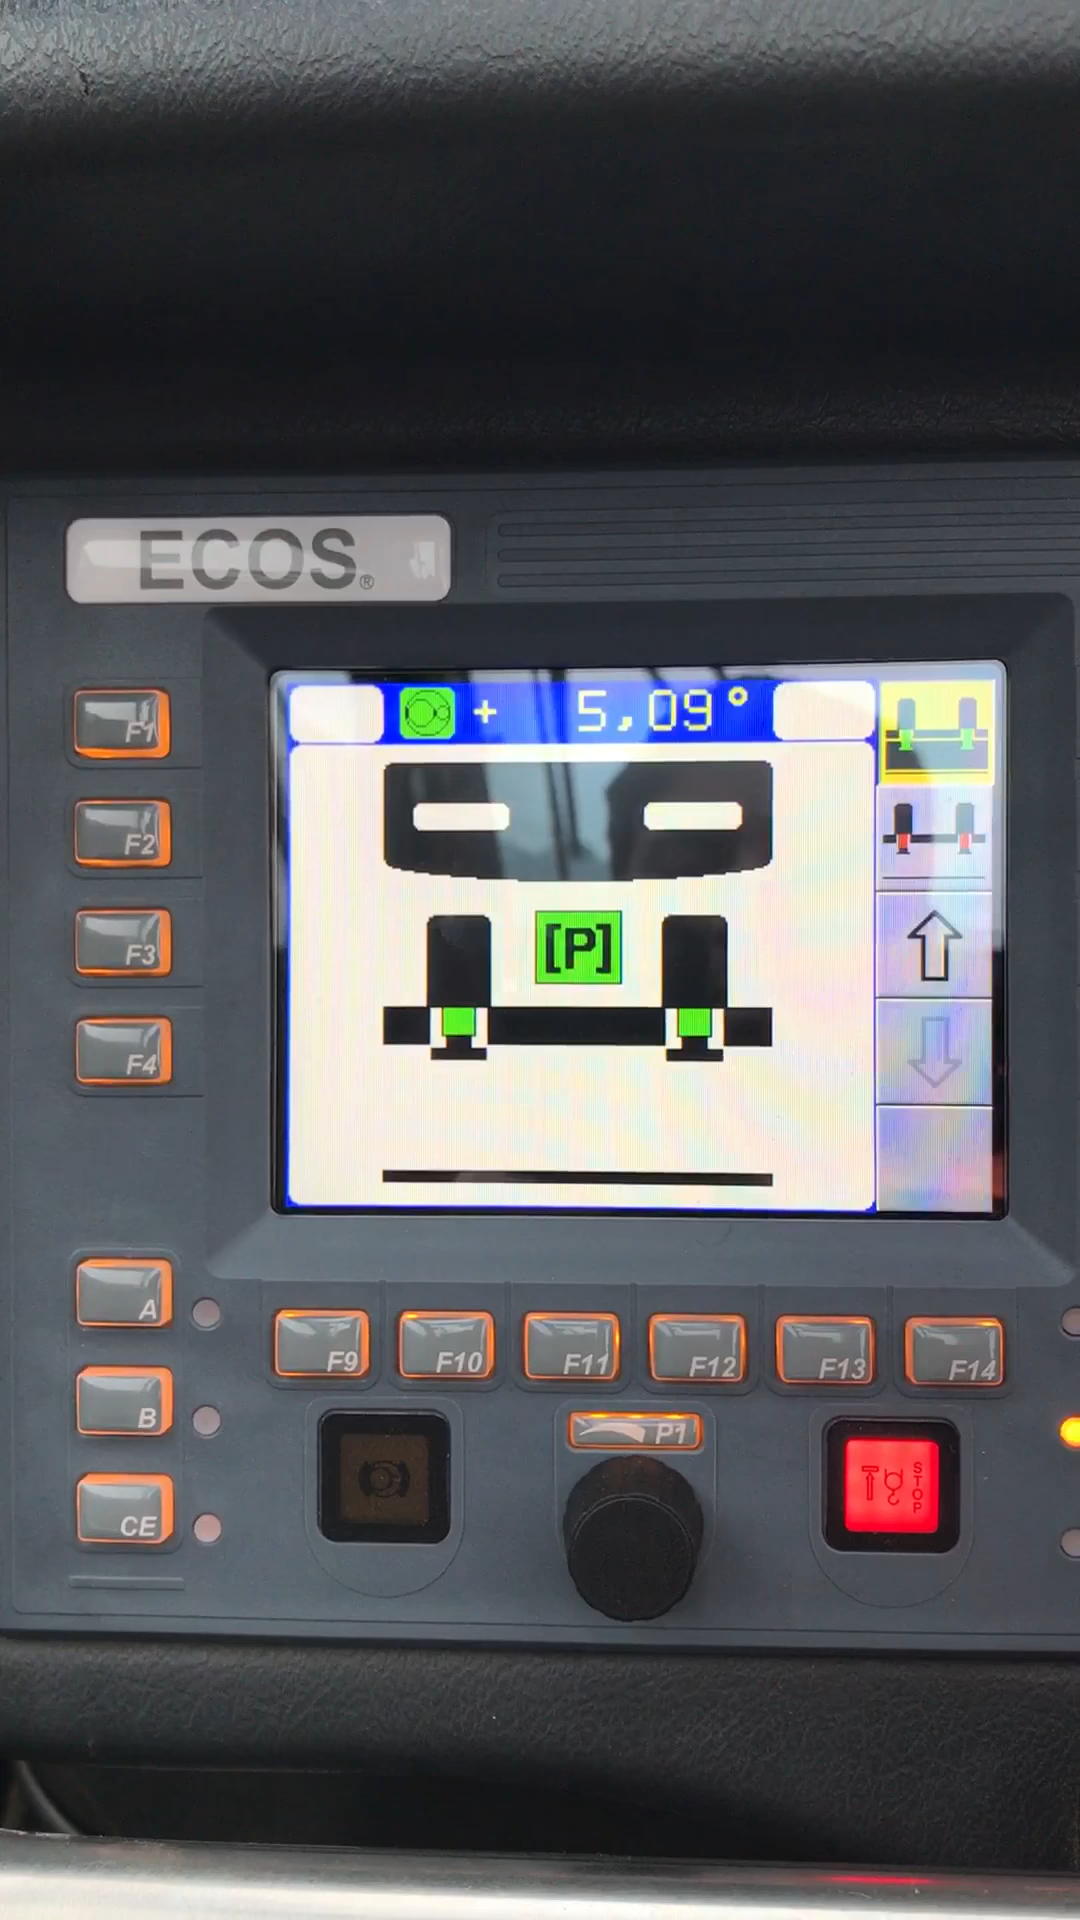 ECOS®
+ 5,09°
F1
F2
[P]
F3
F4
A
F9 F10 F11 F12 F13 F14
B
P1
STOP
CE